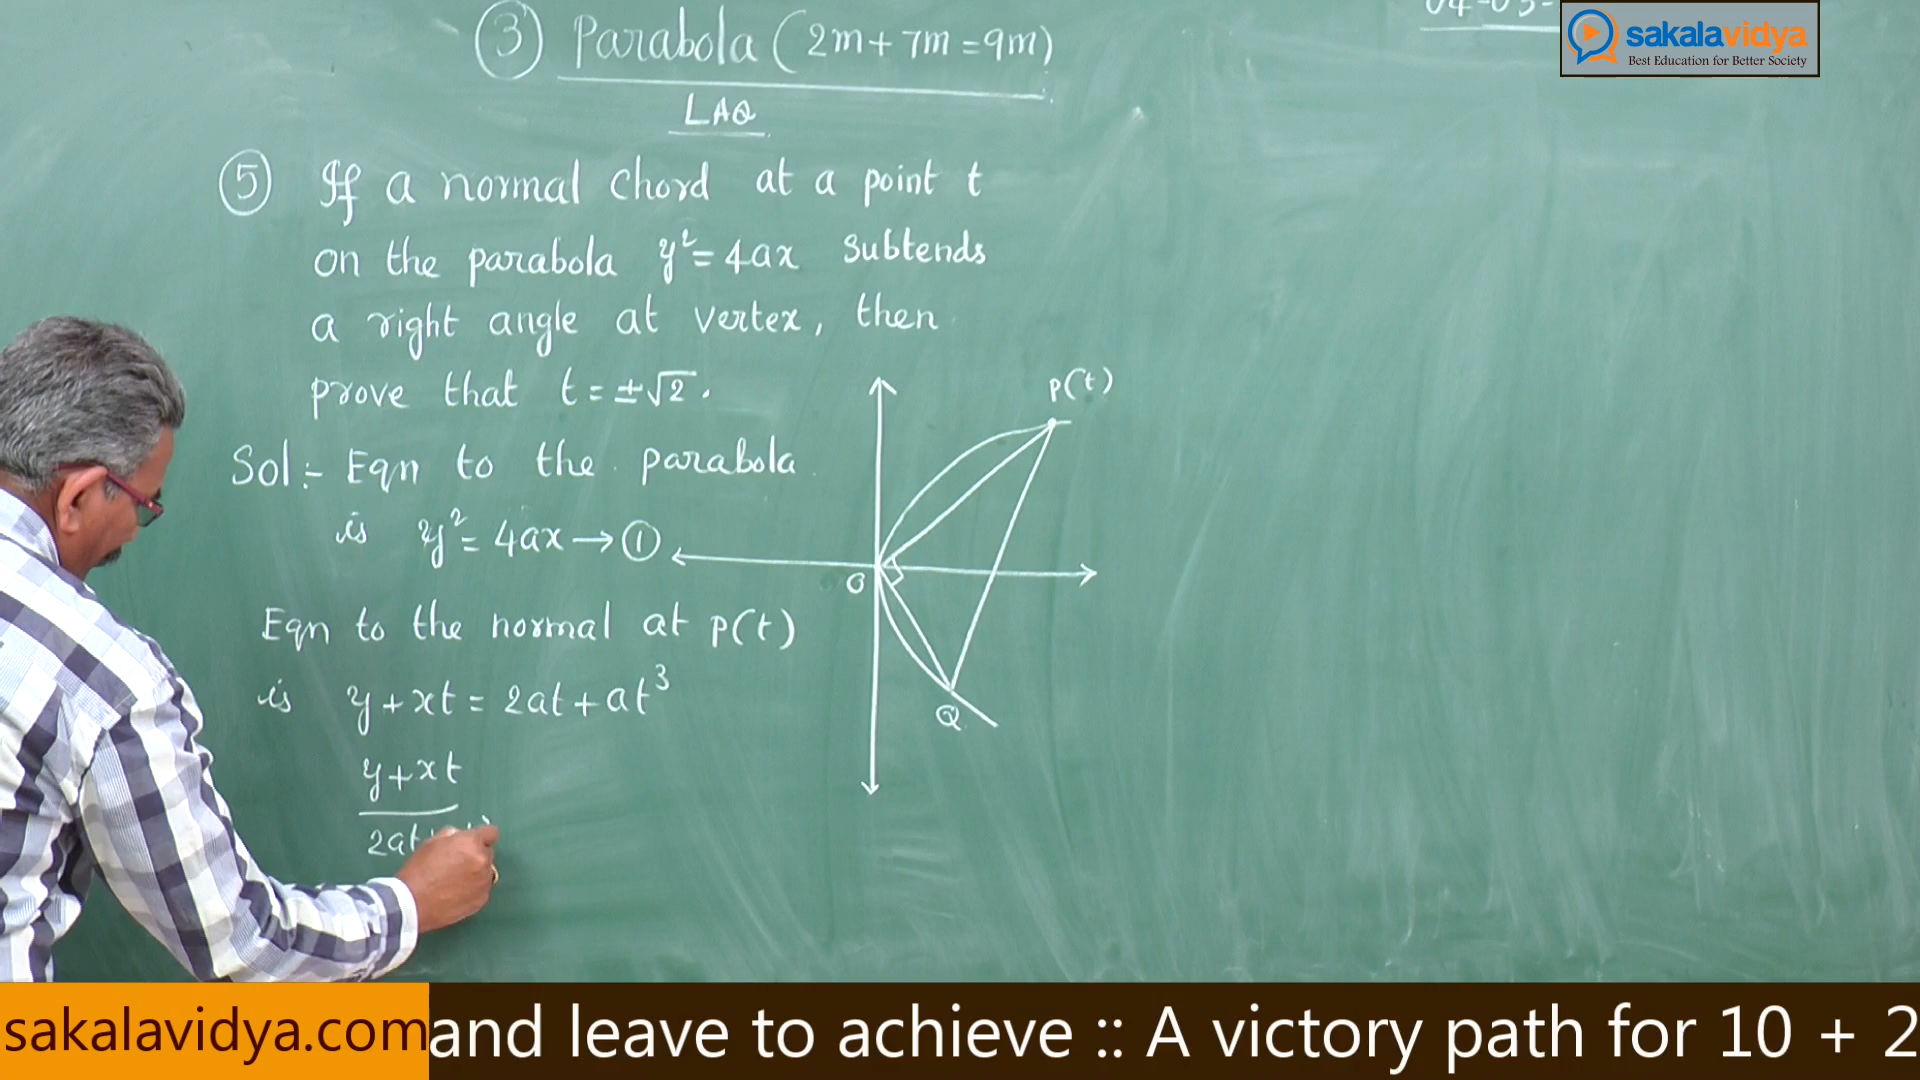 ③ Parabola (2m + 7m = 9m)
LAQ
sakalavidya
Best Education for Better Society
⑤ If a normal chord at a point t
on the parabola y² = 4ax subtends
a right angle at vertex, then
prove that t = ±√2.
Sol:- Eqn to the parabola
is y² = 4ax → ①
Eqn to the normal at P(t)
is y + xt = 2at + at³
y + xt
2at
P(t)
O
Q
sakalavidya.com and leave to achieve :: A victory path for 10 + 2